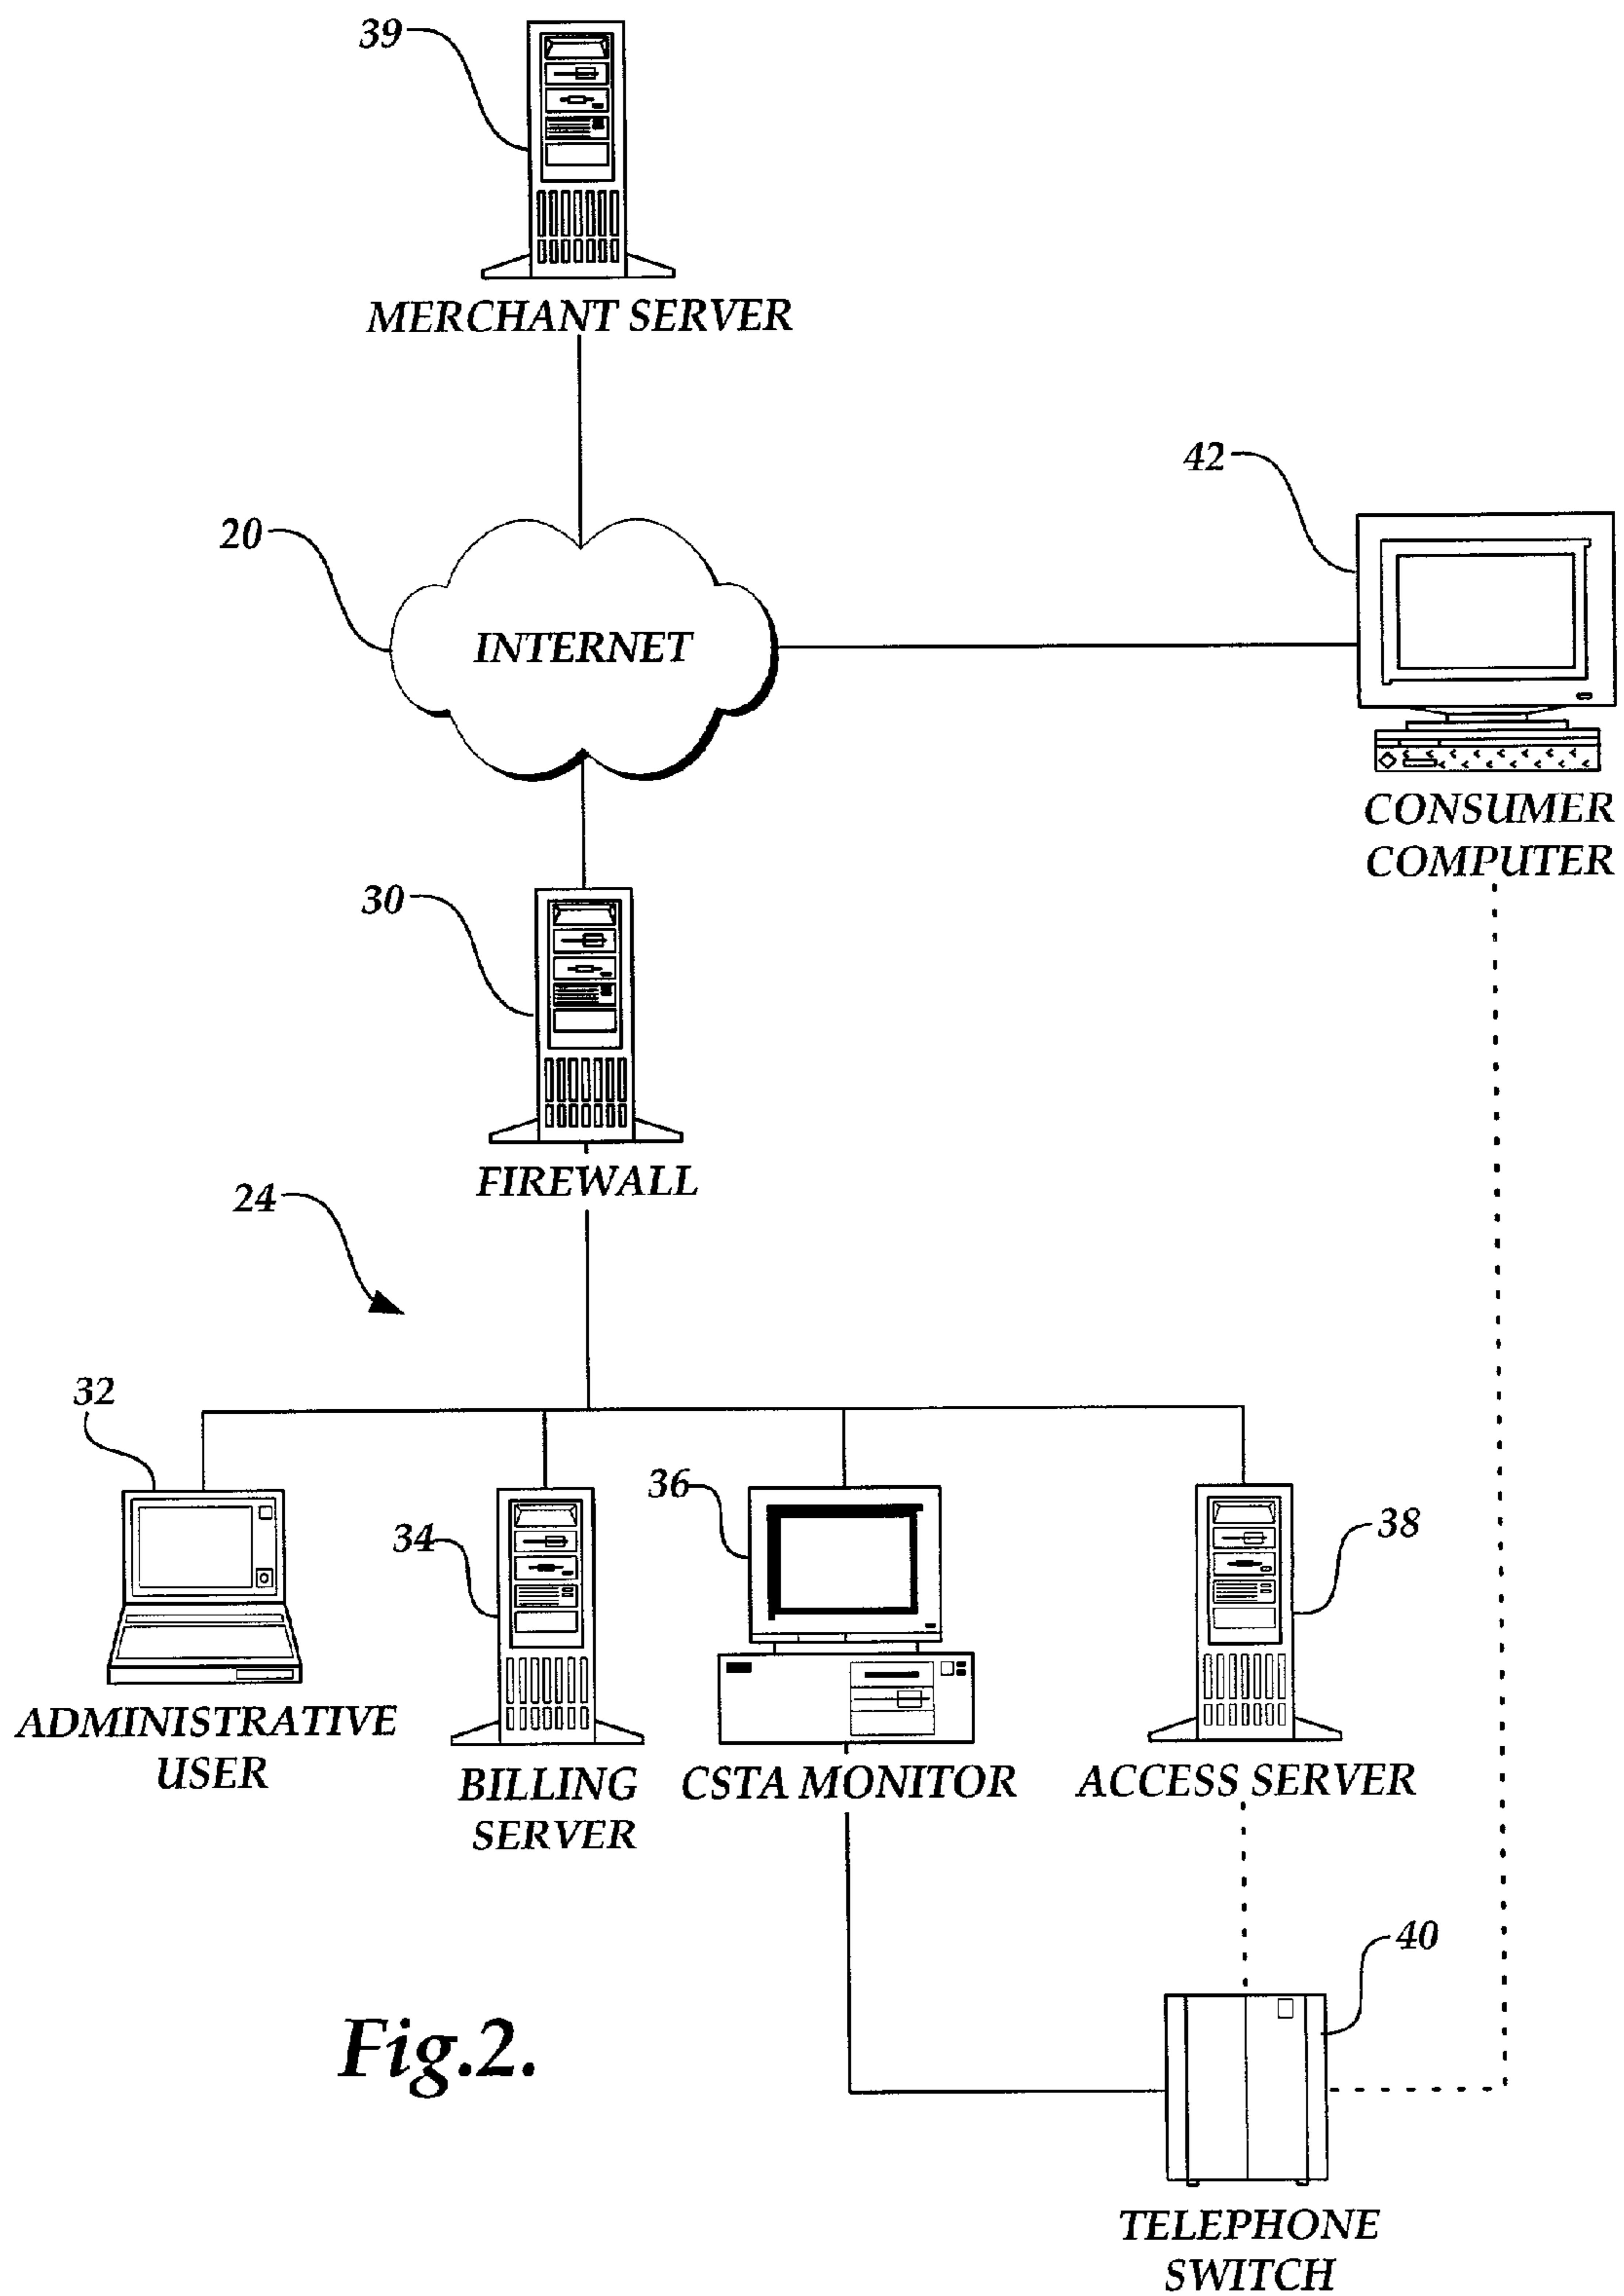 39
MERCHANT SERVER
42
20
INTERNET
CONSUMER
COMPUTER
30
FIREWALL
24
32
36
34
38
ADMINISTRATIVE
USER
BILLING
SERVER
CSTA MONITOR
ACCESS SERVER
40
Fig.2.
TELEPHONE
SWITCH